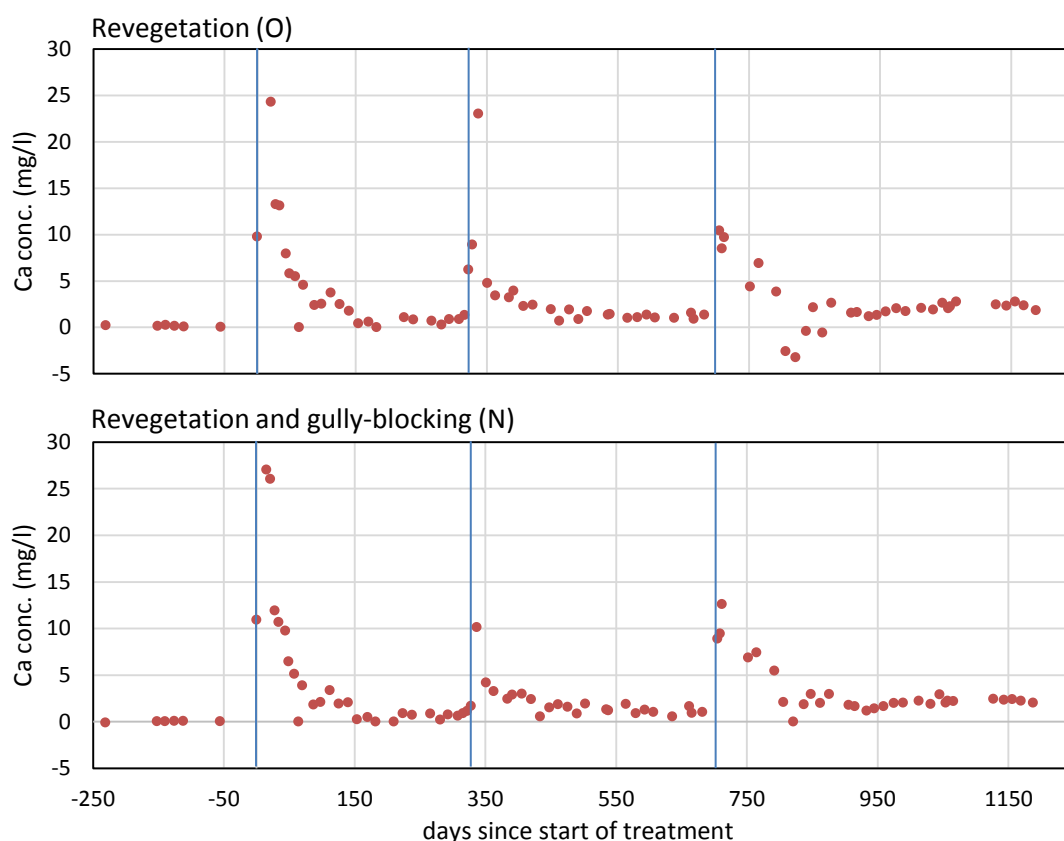 Revegetation (O)
30
25
20
15
10
5
0
-5
Ca conc. (mg/l)
Revegetation and gully-blocking (N)
30
25
20
15
10
5
0
-5
Ca conc. (mg/l)
-250 -50 150 350 550 750 950 1150
days since start of treatment